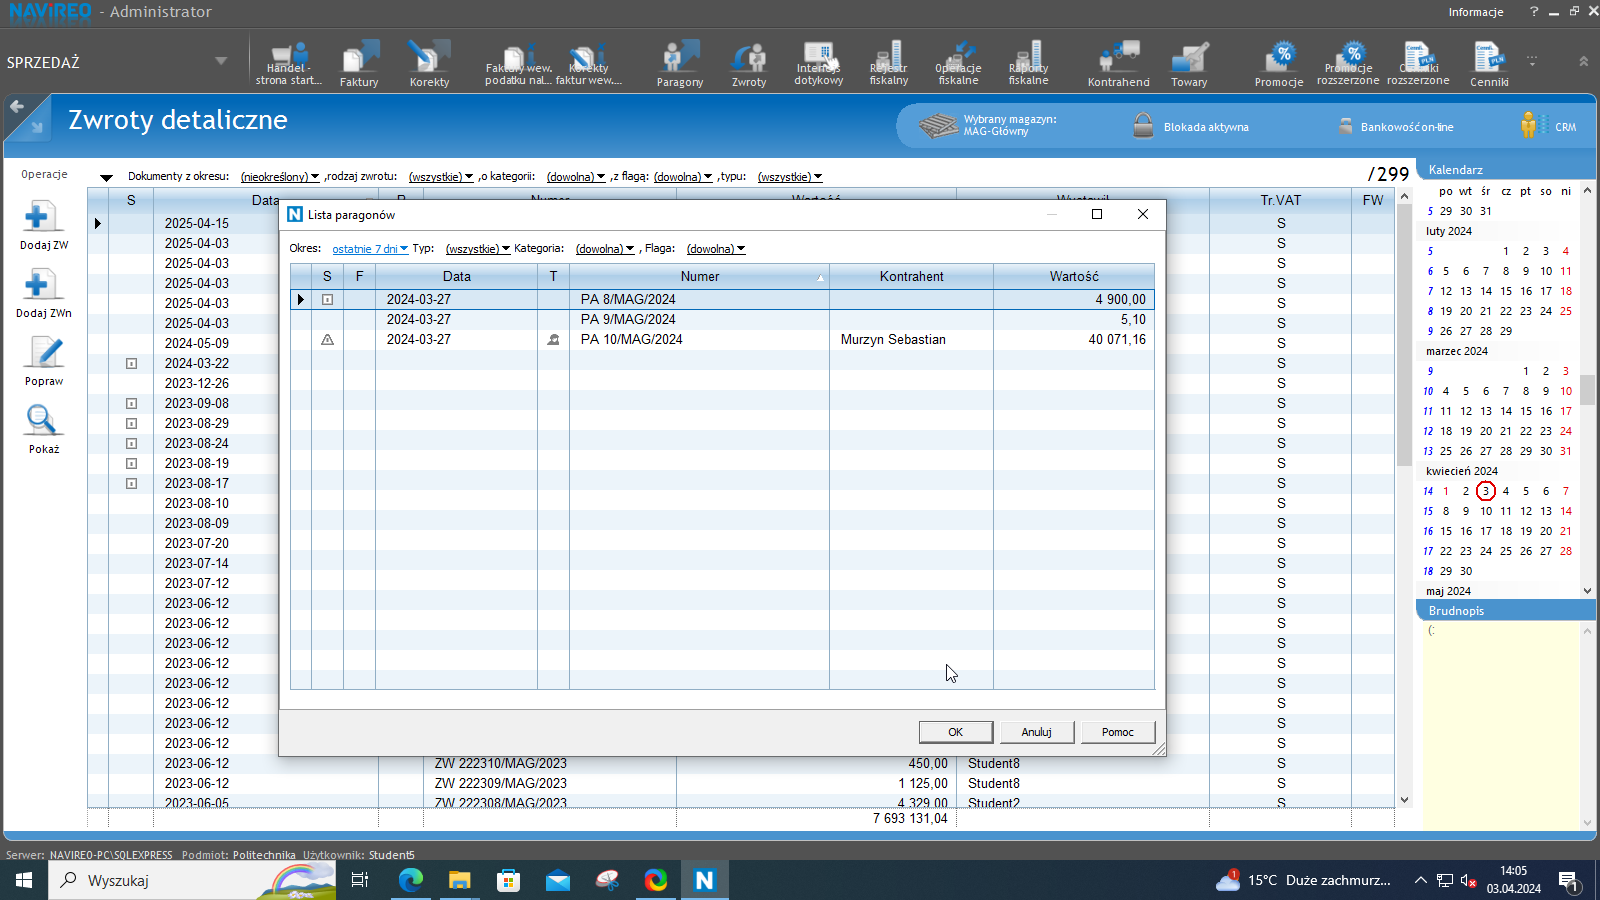 NAVIREO - Administrator
Informacje
SPRZEDAŻ
Handel - strona start...
Faktury
Korekty
Faktury wew. podatku nal...
Korekty faktur wew....
Paragony
Zwroty
Interfejs dotykowy
Rejestr fiskalny
Operacje fiskalne
Raporty fiskalne
Kontrahenci
Towary
Promocje
Promocje rozszerzone
Cenniki rozszerzone
Cenniki
Zwroty detaliczne
Wybrany magazyn:
MAG-Główny
Blokada aktywna
Bankowość on-line
CRM
Operacje
Dodaj ZW
Dodaj ZWn
Popraw
Pokaż
Dokumenty z okresu: (nieokreślony) ,rodzaj zwrotu: (wszystkie) ,o kategorii: (dowolna) ,z flagą: (dowolna) ,typu: (wszystkie)
/299
S Data Tr.VAT FW
2025-04-15 S
2025-04-03 S
2025-04-03 S
2025-04-03 S
2025-04-03 S
2025-04-03 S
2024-05-09 S
2024-03-22 S
2023-12-26 S
2023-09-08 S
2023-08-29 S
2023-08-24 S
2023-08-19 S
2023-08-17 S
2023-08-10 S
2023-08-09 S
2023-07-20 S
2023-07-14 S
2023-07-12 S
2023-06-12 S
2023-06-12 S
2023-06-12 S
2023-06-12 S
2023-06-12 S
2023-06-12 S
2023-06-12 S
2023-06-12 S
2023-06-12 ZW 222310/MAG/2023 450,00 Student8 S
2023-06-12 ZW 222309/MAG/2023 1 125,00 Student8 S
2023-06-05 ZW 222308/MAG/2023 4 329,00 Student2 S
7 693 131,04
Lista paragonów
Okres: ostatnie 7 dni Typ: (wszystkie) Kategoria: (dowolna) , Flaga: (dowolna)
S F Data T Numer Kontrahent Wartość
2024-03-27 PA 8/MAG/2024 4 900,00
2024-03-27 PA 9/MAG/2024 5,10
2024-03-27 PA 10/MAG/2024 Murzyn Sebastian 40 071,16
OK Anuluj Pomoc
Kalendarz
po wt śr cz pt so ni
5 29 30 31
luty 2024
5 1 2 3 4
6 5 6 7 8 9 10 11
7 12 13 14 15 16 17 18
8 19 20 21 22 23 24 25
9 26 27 28 29
marzec 2024
9 1 2 3
10 4 5 6 7 8 9 10
11 11 12 13 14 15 16 17
12 18 19 20 21 22 23 24
13 25 26 27 28 29 30 31
kwiecień 2024
14 1 2 3 4 5 6 7
15 8 9 10 11 12 13 14
16 15 16 17 18 19 20 21
17 22 23 24 25 26 27 28
18 29 30
maj 2024
Brudnopis
(:
Serwer: NAVIREO-PC\SQLEXPRESS Podmiot: Politechnika Użytkownik: Student5
Wyszukaj
1
15°C Duże zachmurz...
14:05
03.04.2024
1